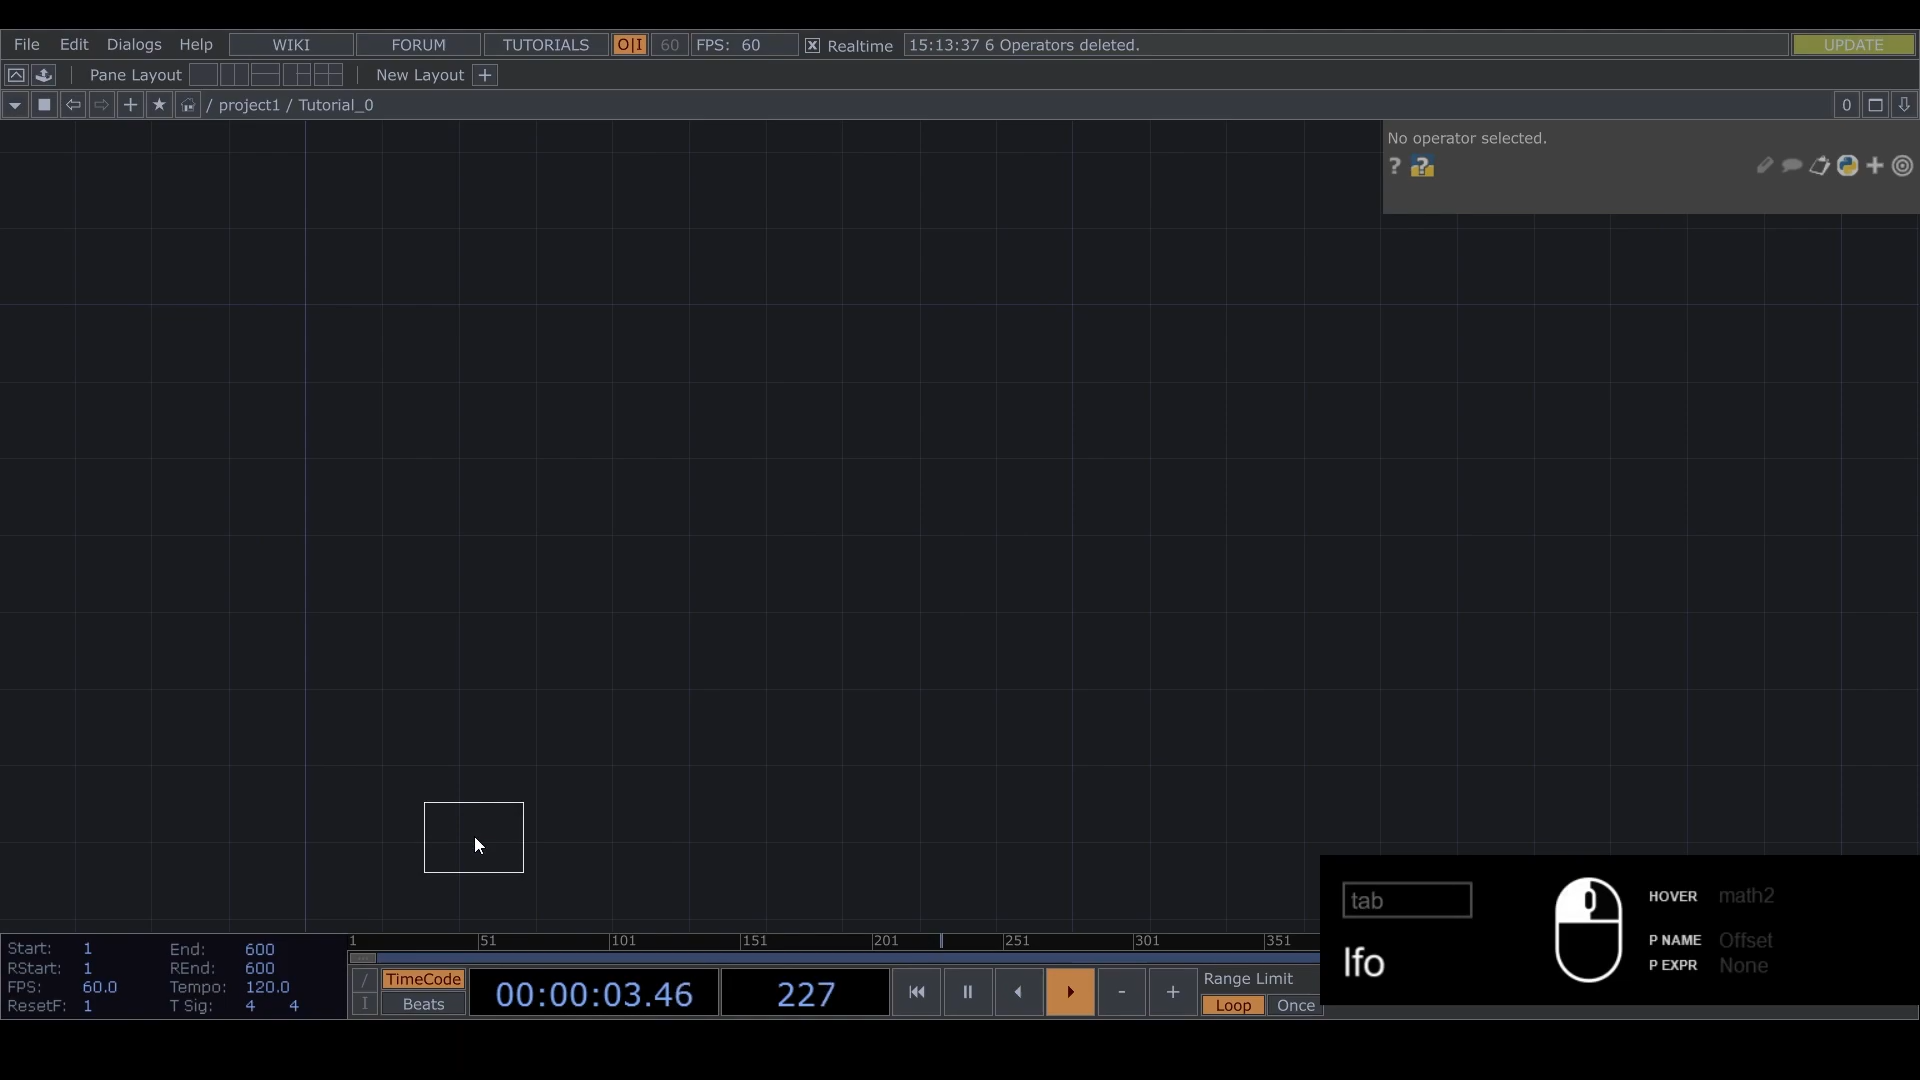 File Edit Dialogs Help WIKI FORUM TUTORIALS O|I 60 FPS: 60 Realtime 15:13:37 6 Operators deleted. UPDATE
Pane Layout New Layout +
/ project1 / Tutorial_0 0
No operator selected.
Start: 1 End: 600
RStart: 1 REnd: 600
FPS: 60.0 Tempo: 120.0
ResetF: 1 T Sig: 4 4
1 51 101 151 201 251 301 351
TimeCode
Beats
00:00:03.46
227
- +
Range Limit
Loop Once
tab
lfo
HOVER math2
P NAME Offset
P EXPR None